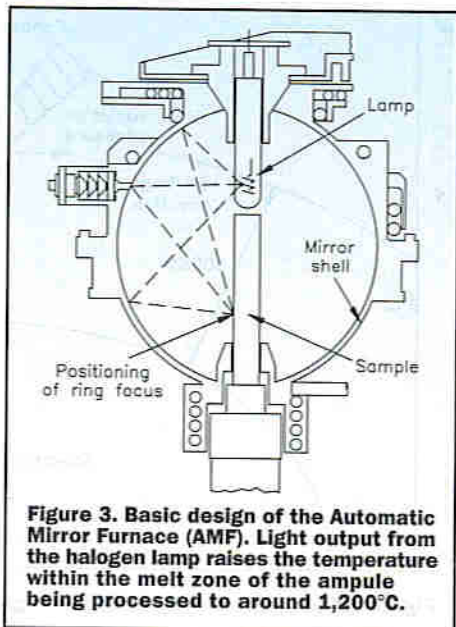 Lamp
Mirror
shell
Positioning
of ring focus
Sample
Figure 3. Basic design of the Automatic
Mirror Furnace (AMF). Light output from
the halogen lamp raises the temperature
within the melt zone of the ampule
being processed to around 1,200°C.